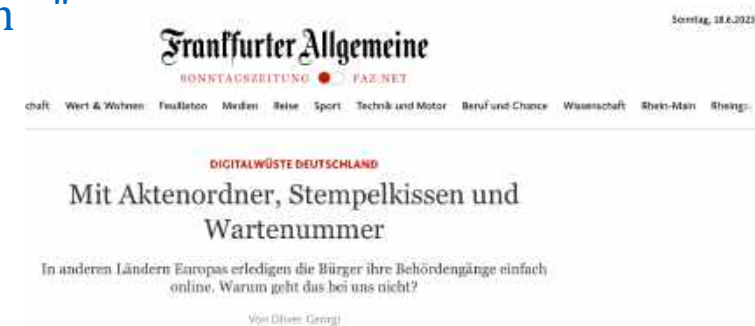 n "
Sonntag, 18.6.2023
Frankfurter Allgemeine
SONNTAGSZEITUNG FAZ.NET
chaft Wert & Wohnen Feuilleton Medien Reise Sport Technik und Motor Beruf und Chance Wissenschaft Rhein-Main Rheing
DIGITALWÜSTE DEUTSCHLAND
Mit Aktenordner, Stempelkissen und
Wartenummer
In anderen Ländern Europas erledigen die Bürger ihre Behördengänge einfach
online. Warum geht das bei uns nicht?
Von Oliver Georgi